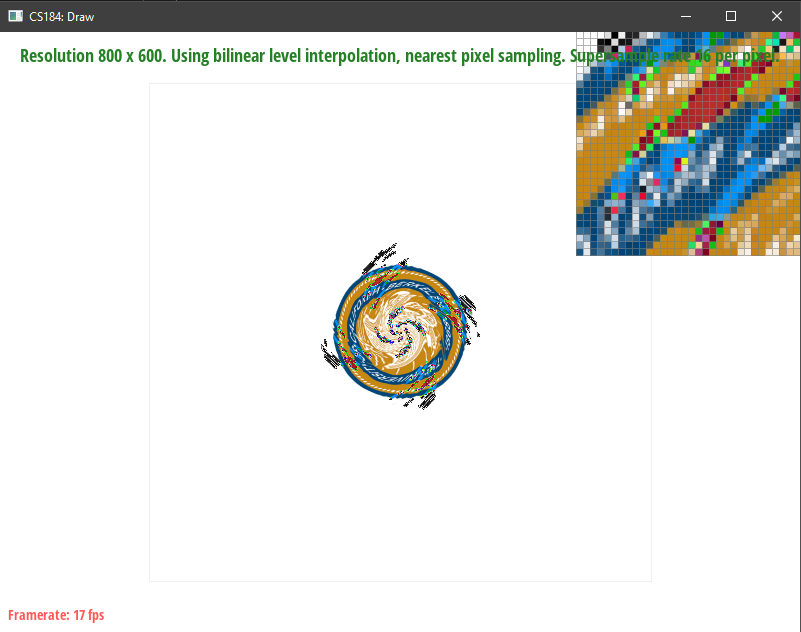 CS184: Draw
Resolution 800 x 600. Using bilinear level interpolation, nearest pixel sampling. Supersample rate 16 per pixel.
Framerate: 17 fps